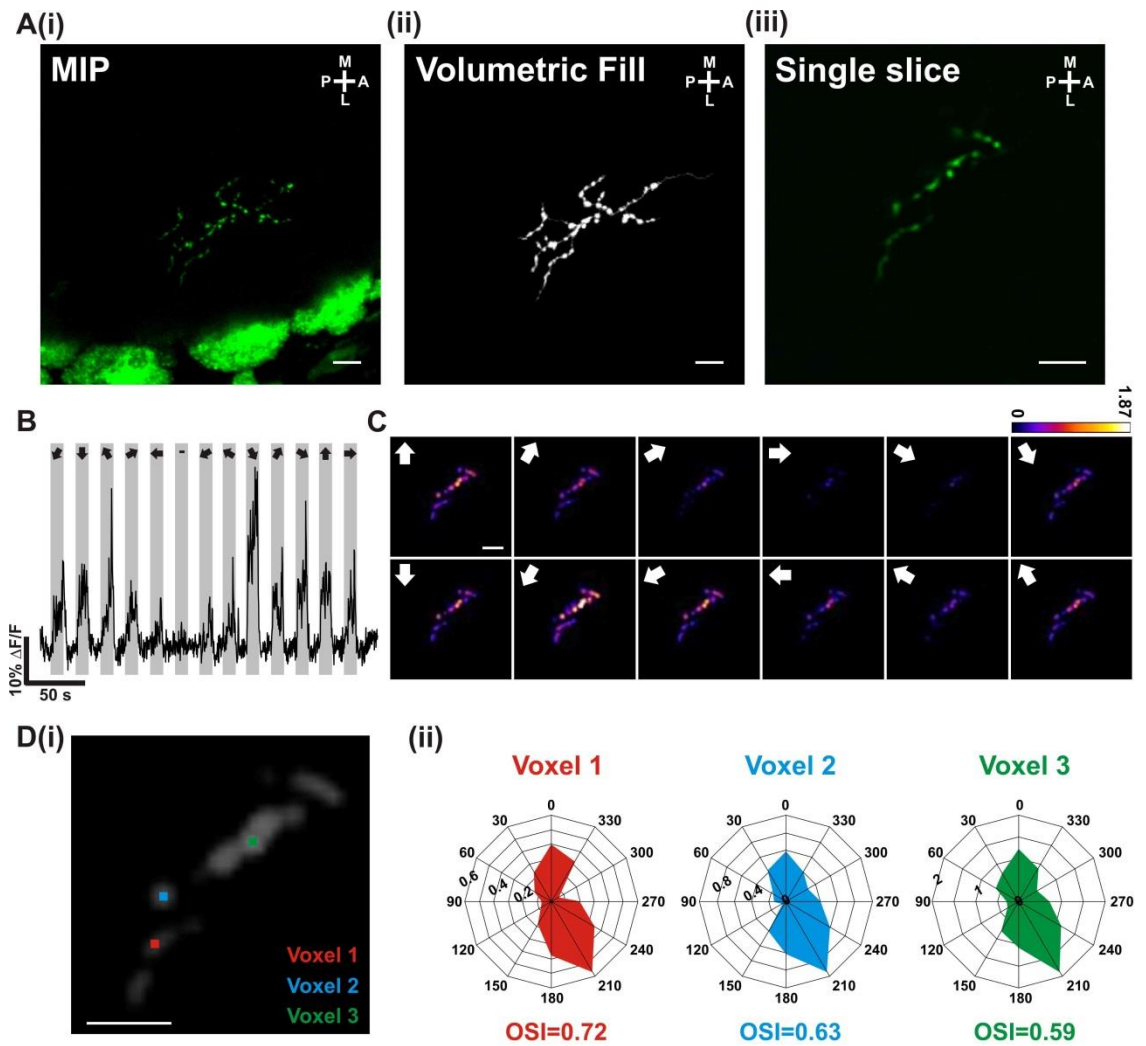 A(i)
(ii)
(iii)
MIP
M
P A
L
Volumetric Fill
M
P A
L
Single slice
M
P A
L
B
10% ΔF/F
50 s
C
0
1.87
D(i)
Voxel 1
Voxel 2
Voxel 3
(ii)
Voxel 1
0
30
330
60
300
0.6
0.4
0.2
90
270
120
240
150
210
180
OSI=0.72
Voxel 2
0
30
330
60
300
0.8
0.4
0
90
270
120
240
150
210
180
OSI=0.63
Voxel 3
0
30
330
60
300
2
1
0
90
270
120
240
150
210
180
OSI=0.59